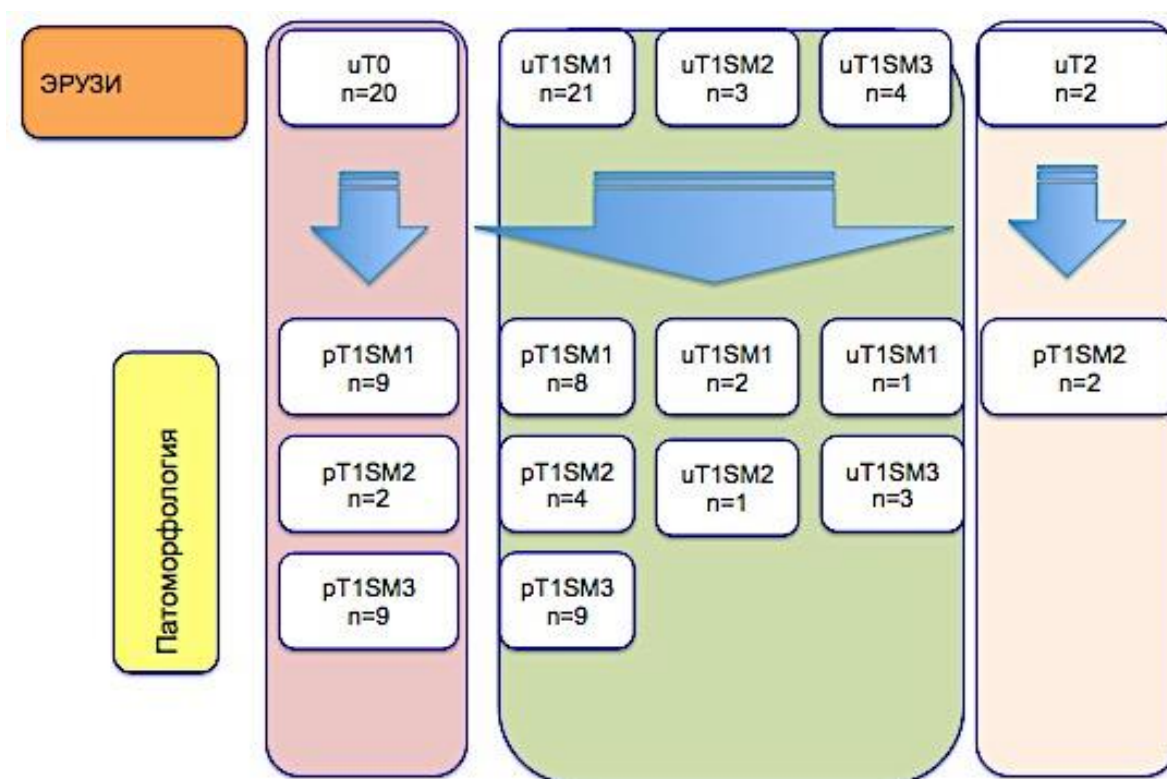 ЭРУЗИ
uT0
n=20
uT1SM1
n=21
uT1SM2
n=3
uT1SM3
n=4
uT2
n=2
Патоморфология
pT1SM1
n=9
pT1SM1
n=8
uT1SM1
n=2
uT1SM1
n=1
pT1SM2
n=2
pT1SM2
n=2
pT1SM2
n=4
uT1SM2
n=1
uT1SM3
n=3
pT1SM3
n=9
pT1SM3
n=9